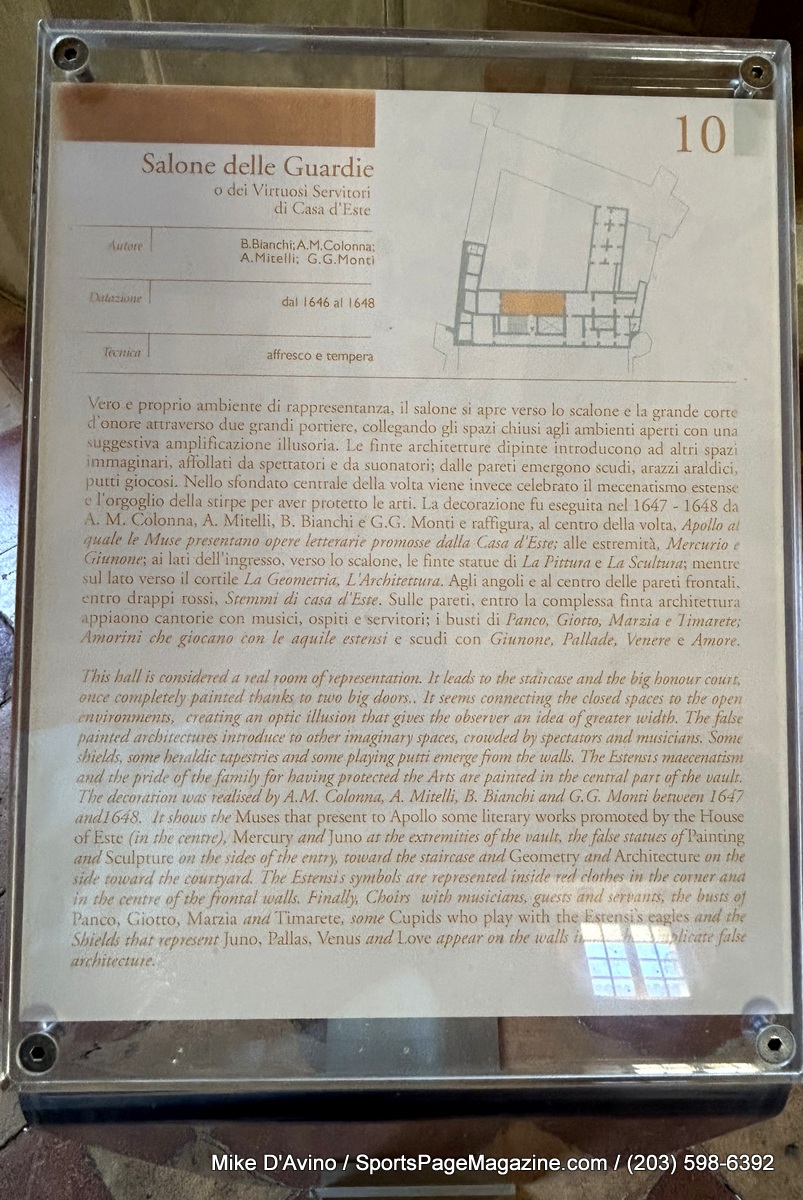 10
Salone delle Guardie
o dei Virtuosi Servitori
di Casa d'Este
Autore B.Bianchi; A.M.Colonna;
A.Mitelli; G.G.Monti
Datazione dal 1646 al 1648
Tecnica affresco e tempera
Vero e proprio ambiente di rappresentanza, il salone si apre verso lo scalone e la grande corte
d'onore attraverso due grandi portiere, collegando gli spazi chiusi agli ambienti aperti con una
suggestiva amplificazione illusoria. Le finte architetture dipinte introducono ad altri spazi
immaginari, affollati da spettatori e da suonatori; dalle pareti emergono scudi, arazzi araldici,
putti giocosi. Nello sfondato centrale della volta viene invece celebrato il mecenatismo estense
e l'orgoglio della stirpe per aver protetto le arti. La decorazione fu eseguita nel 1647 - 1648 da
A. M. Colonna, A. Mitelli, B. Bianchi e G.G. Monti e raffigura, al centro della volta, Apollo al
quale le Muse presentano opere letterarie promosse dalla Casa d'Este; alle estremità, Mercurio e
Giunone; ai lati dell'ingresso, verso lo scalone, le finte statue di La Pittura e La Scultura; mentre
sul lato verso il cortile La Geometria, L'Architettura. Agli angoli e al centro delle pareti frontali,
entro drappi rossi, Stemmi di casa d'Este. Sulle pareti, entro la complessa finta architettura
appaiono cantorie con musici, ospiti e servitori; i busti di Panco, Giotto, Marzia e Timarete;
Amorini che giocano con le aquile estensi e scudi con Giunone, Pallade, Venere e Amore.
This hall is considered a real room of representation. It leads to the staircase and the big honour court,
once completely painted thanks to two big doors.. It seems connecting the closed spaces to the open
environments, creating an optic illusion that gives the observer an idea of greater width. The false
painted architectures introduce to other imaginary spaces, crowded by spectators and musicians. Some
shields, some heraldic tapestries and some playing putti emerge from the walls. The Estensis maecenatism
and the pride of the family for having protected the Arts are painted in the central part of the vault.
The decoration was realised by A.M. Colonna, A. Mitelli, B. Bianchi and G.G. Monti between 1647
and1648. It shows the Muses that present to Apollo some literary works promoted by the House
of Este (in the centre), Mercury and Juno at the extremities of the vault, the false statues of Painting
and Sculpture on the sides of the entry, toward the staircase and Geometry and Architecture on the
side toward the courtyard. The Estensi's symbols are represented inside red clothes in the corner and
in the centre of the frontal walls. Finally, Choirs with musicians, guests and servants, the busts of
Panco, Giotto, Marzia and Timarete, some Cupids who play with the Estensi's eagles and the
Shields that represent Juno, Pallas, Venus and Love appear on the walls false
architecture.
Mike D'Avino / SportsPageMagazine.com / (203) 598-6392